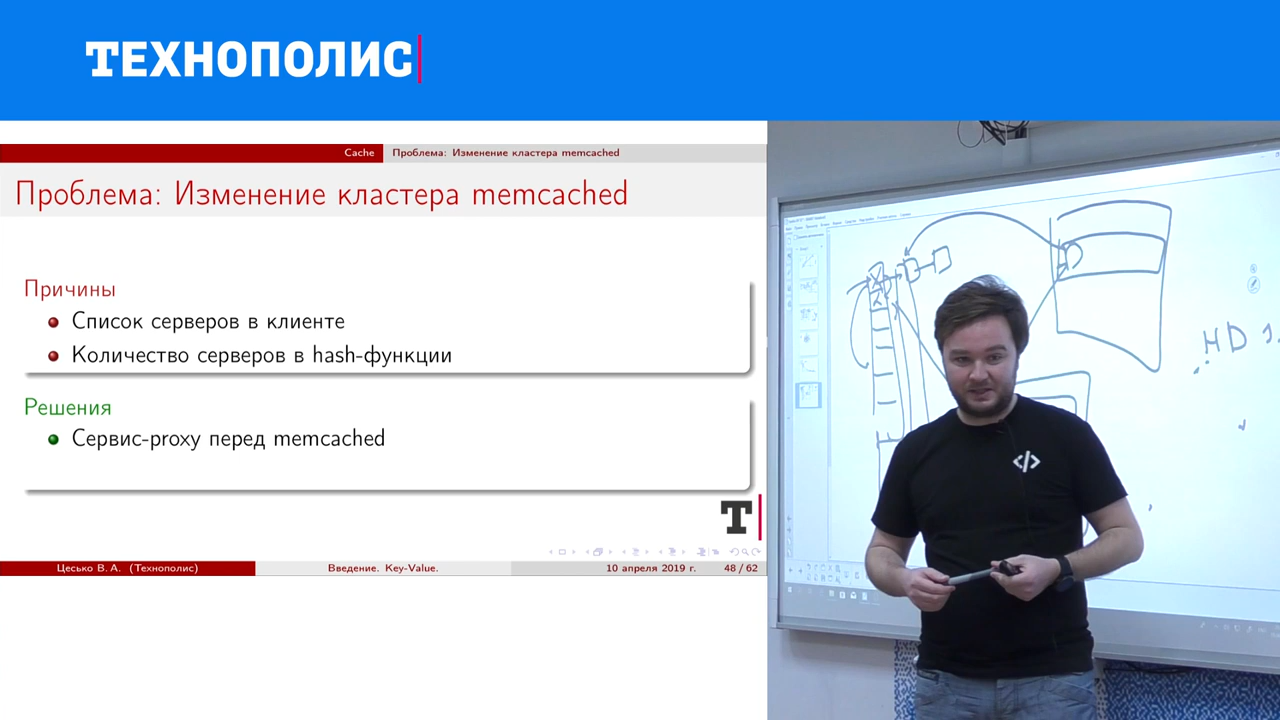 ТЕХНОПОЛИС
Cache Проблема: Изменение кластера memcached
Проблема: Изменение кластера memcached
Причины
Список серверов в клиенте
Количество серверов в hash-функции
Решения
Сервис-proxy перед memcached
Т
Цесько В. А. (Технополис) Введение. Key-Value. 10 апреля 2019 г. 48 / 62
</>
HD